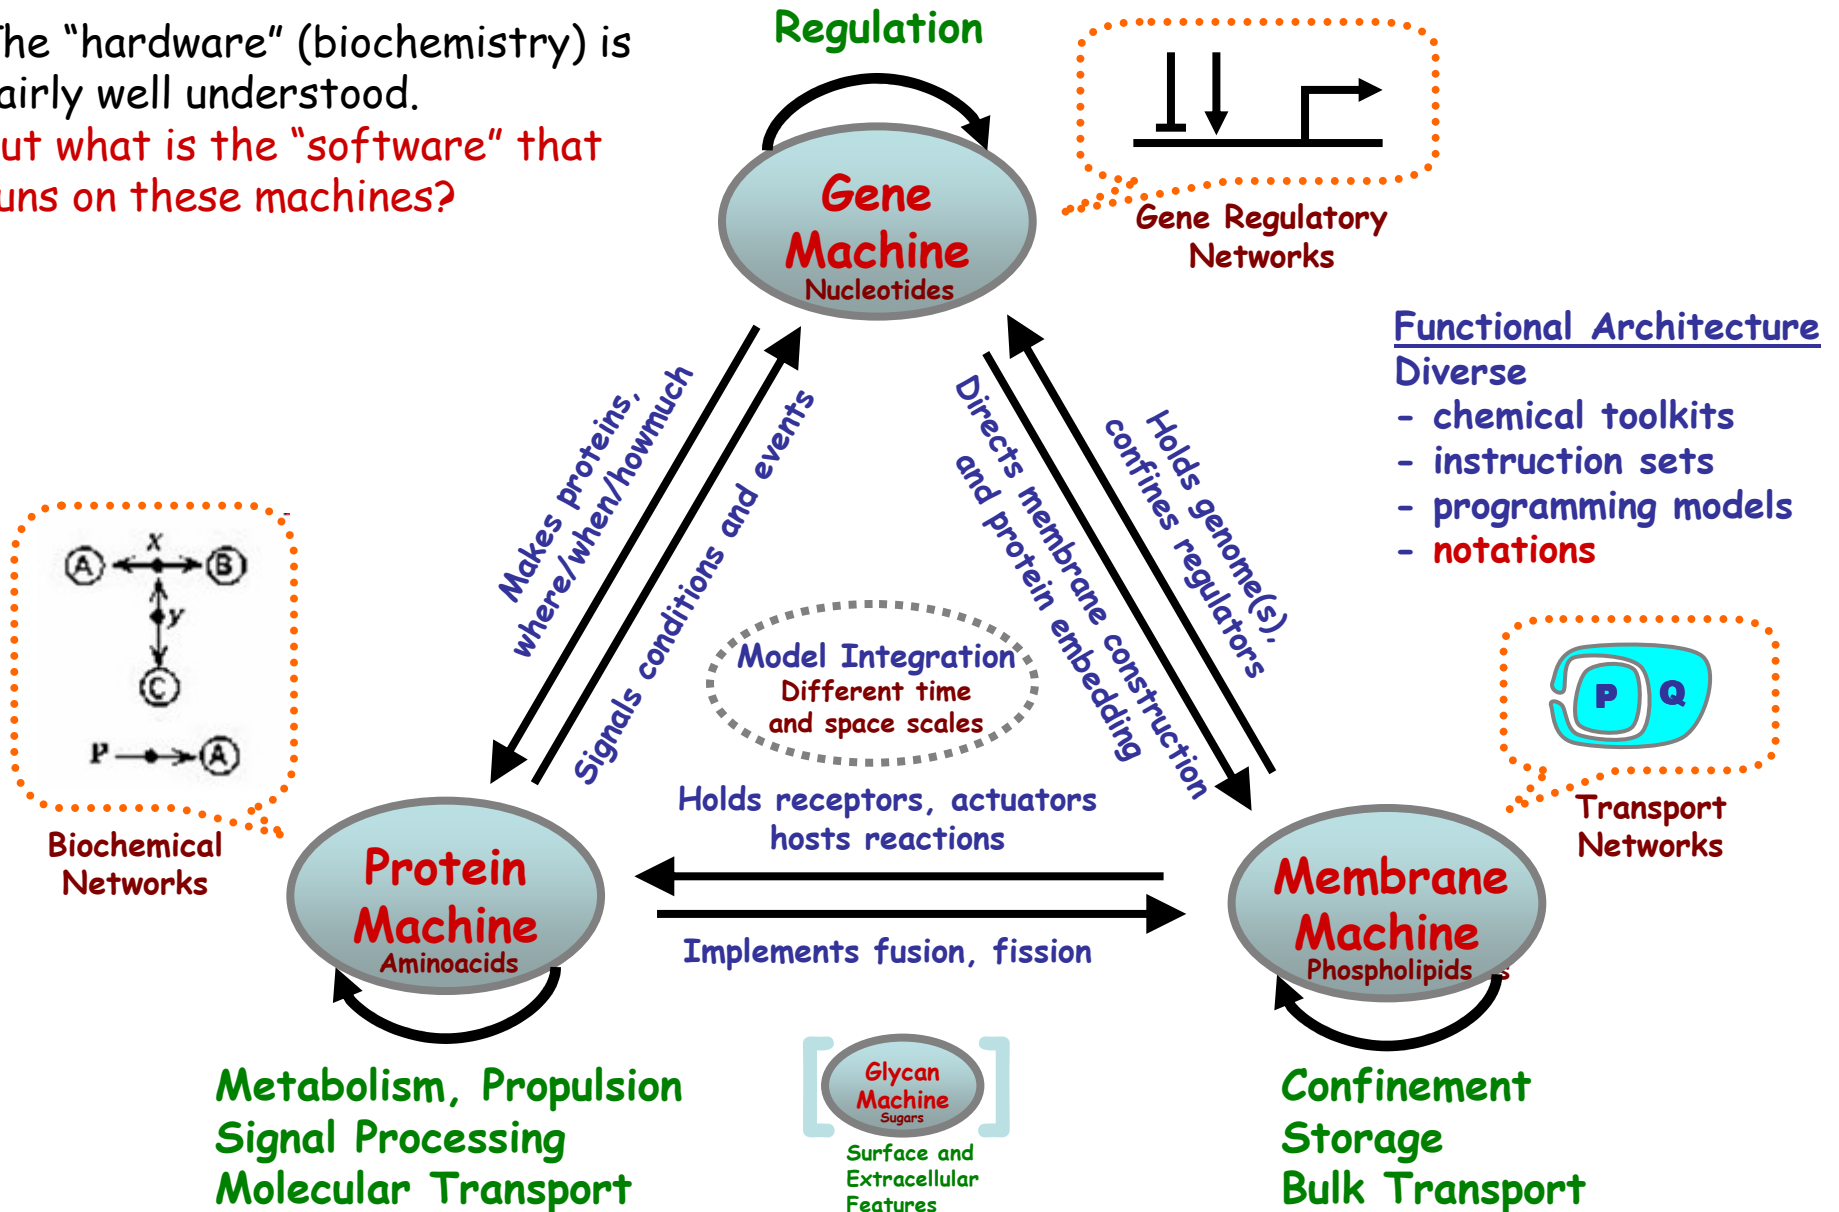 The “hardware” (biochemistry) is
fairly well understood.
But what is the “software” that
runs on these machines?
Regulation
Gene
Machine
Nucleotides
Gene Regulatory
Networks
Functional Architecture
Diverse
- chemical toolkits
- instruction sets
- programming models
- notations
Makes proteins,
where/when/howmuch
Signals conditions and events
Directs membrane construction
and protein embedding
Holds genome(s),
confines regulators
Model Integration
Different time
and space scales
A x B
y
C
P A
Biochemical
Networks
P Q
Transport
Networks
Holds receptors, actuators
hosts reactions
Implements fusion, fission
Protein
Machine
Aminoacids
Membrane
Machine
Phospholipids s
Metabolism, Propulsion
Signal Processing
Molecular Transport
Glycan
Machine
Sugars
Surface and
Extracellular
Features
Confinement
Storage
Bulk Transport